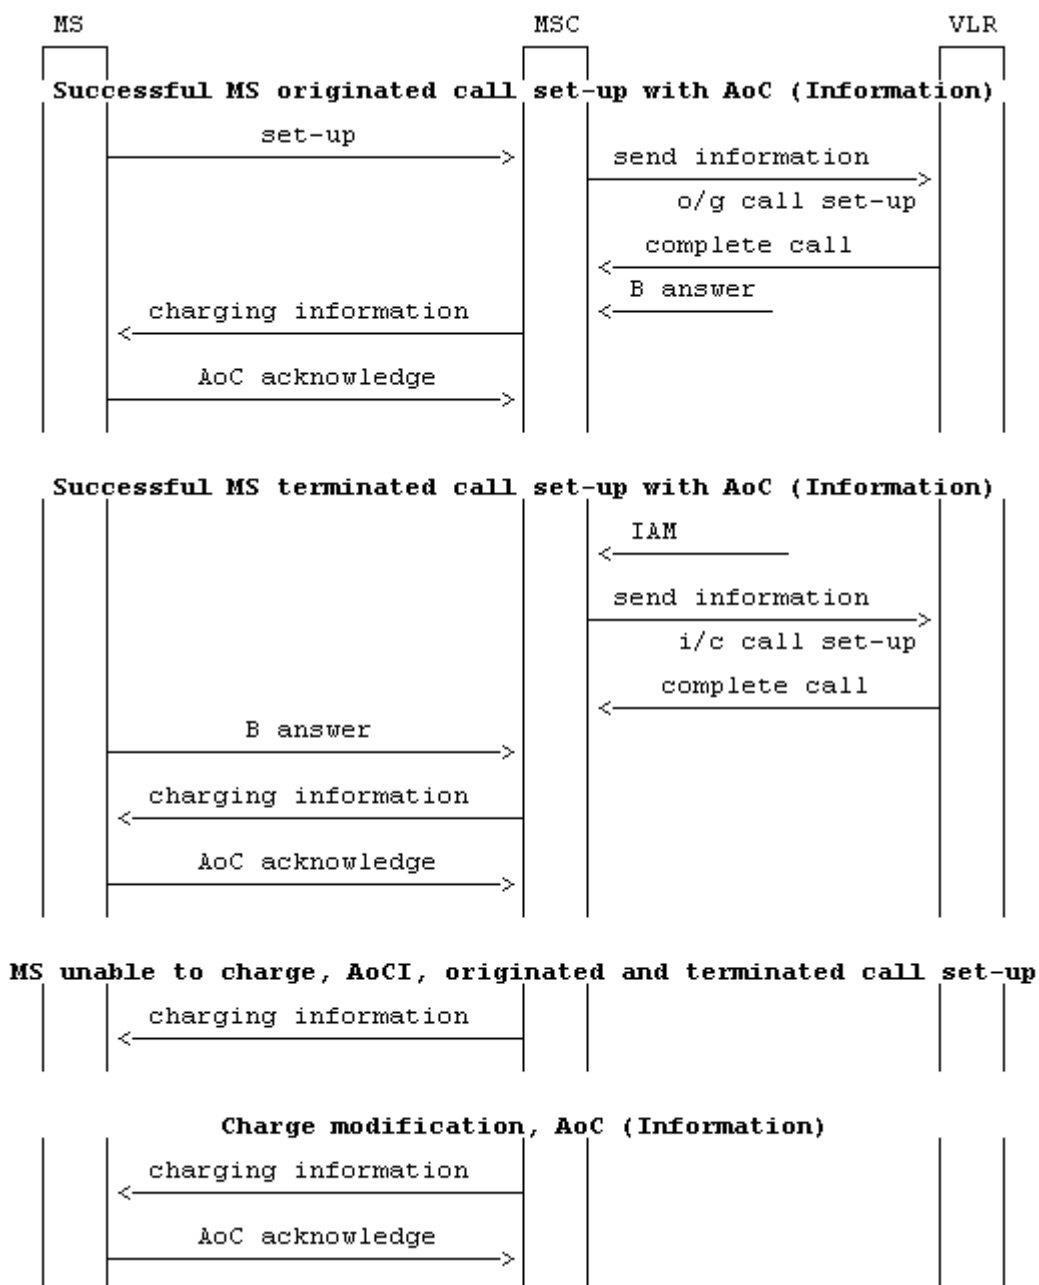 MS MSC VLR
Successful MS originated call set-up with AoC (Information)
set-up
send information
o/g call set-up
complete call
B answer
charging information
AoC acknowledge
Successful MS terminated call set-up with AoC (Information)
IAM
send information
i/c call set-up
complete call
B answer
charging information
AoC acknowledge
MS unable to charge, AoCI, originated and terminated call set-up
charging information
Charge modification, AoC (Information)
charging information
AoC acknowledge